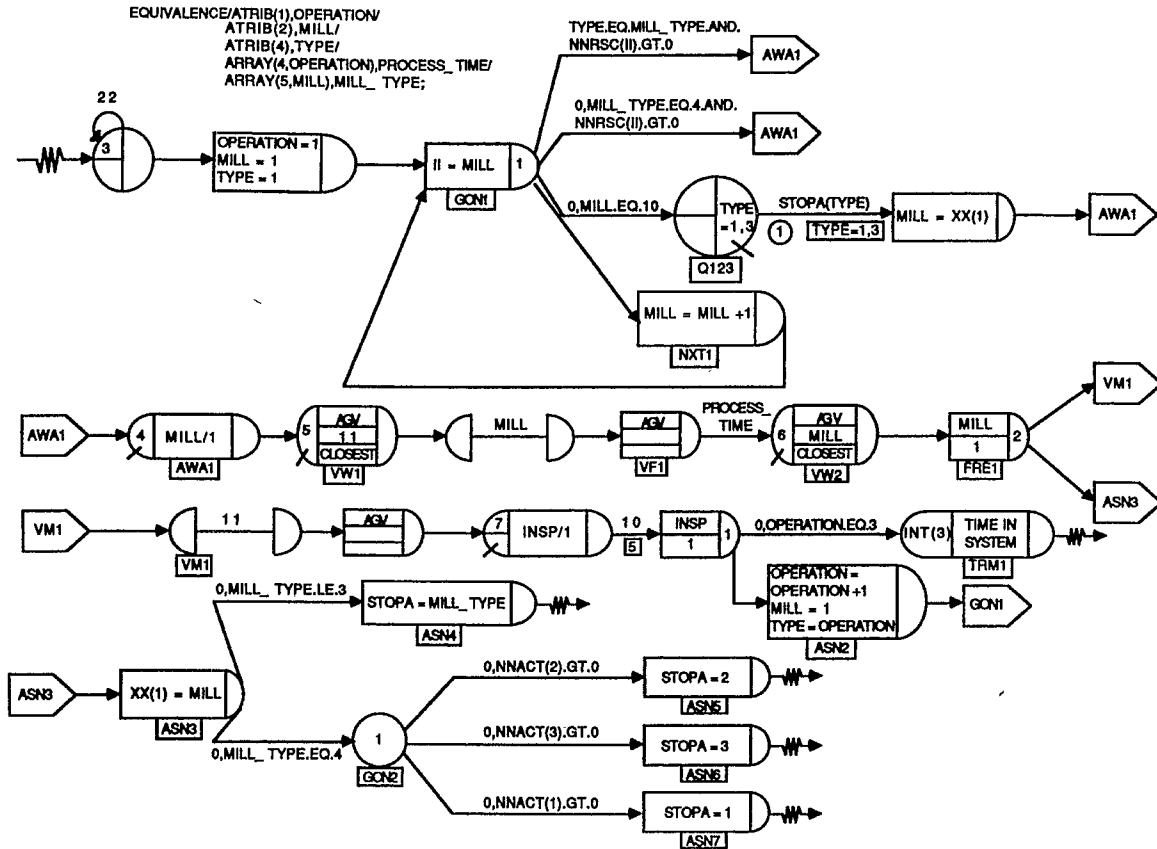 EQUIVALENCE/ATRIB(1),OPERATION/
ATRIB(2),MILL/
ATRIB(4),TYPE/
ARRAY(4,OPERATION),PROCESS_TIME/
ARRAY(5,MILL),MILL_TYPE;
TYPE.EQ.MILL_TYPE.AND.
NNRSC(II).GT.0
AWA1
22
3
OPERATION = 1
MILL = 1
TYPE = 1
II = MILL
1
GON1
0,MILL_TYPE.EQ.4.AND.
NNRSC(II).GT.0
AWA1
0,MILL.EQ.10
TYPE
=1,3
Q123
STOPA(TYPE)
1
TYPE=1,3
MILL = XX(1)
AWA1
MILL = MILL +1
NXT1
AWA1
4
MILL/1
AWA1
5
AGV
11
CLOSEST
VW1
MILL
AGV
VF1
PROCESS_
TIME
6
AGV
MILL
CLOSEST
VW2
MILL
1
2
FRE1
VM1
ASN3
VM1
11
VM1
AGV
7
INSP/1
10
5
INSP
1
1
0,OPERATION.EQ.3
INT(3)
TIME IN
SYSTEM
TRM1
OPERATION =
OPERATION +1
MILL = 1
TYPE = OPERATION
ASN2
GON1
0,MILL_TYPE.LE.3
STOPA = MILL_TYPE
ASN4
ASN3
XX(1) = MILL
ASN3
0,MILL_TYPE.EQ.4
1
GON2
0,NNACT(2).GT.0
STOPA = 2
ASN5
0,NNACT(3).GT.0
STOPA = 3
ASN6
0,NNACT(1).GT.0
STOPA = 1
ASN7